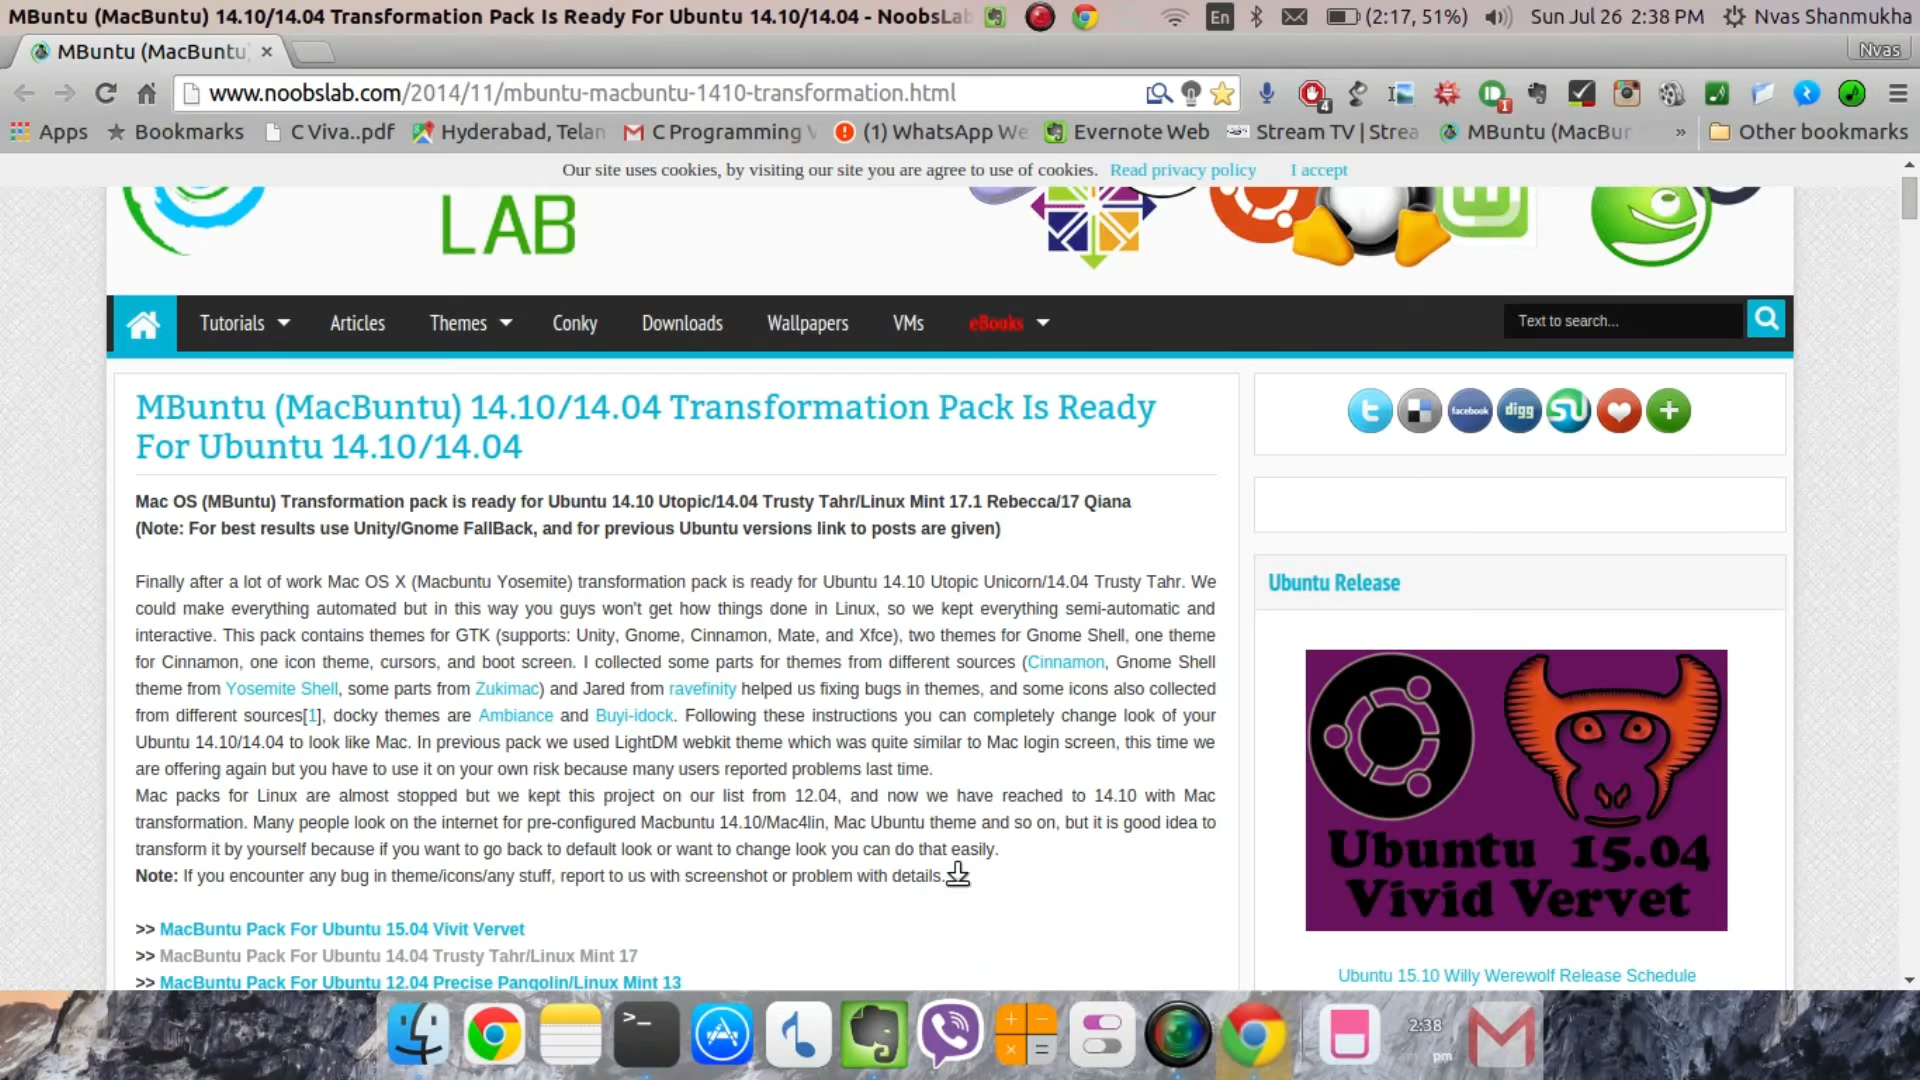 MBuntu (MacBuntu) 14.10/14.04 Transformation Pack Is Ready For Ubuntu 14.10/14.04 - NoobsLab
En
(2:17, 51%)
Sun Jul 26 2:38 PM
Nvas Shanmukha
MBuntu (MacBuntu)
Nvas
www.noobslab.com/2014/11/mbuntu-macbuntu-1410-transformation.html
4
1
Apps
Bookmarks
C Viva..pdf
Hyderabad, Telan
C Programming V
(1) WhatsApp We
Evernote Web
Stream TV | Strea
MBuntu (MacBur
»
Other bookmarks
Our site uses cookies, by visiting our site you are agree to use of cookies. Read privacy policy I accept
LAB
Tutorials
Articles
Themes
Conky
Downloads
Wallpapers
VMs
eBooks
Text to search...
MBuntu (MacBuntu) 14.10/14.04 Transformation Pack Is Ready
For Ubuntu 14.10/14.04
Mac OS (MBuntu) Transformation pack is ready for Ubuntu 14.10 Utopic/14.04 Trusty Tahr/Linux Mint 17.1 Rebecca/17 Qiana
(Note: For best results use Unity/Gnome FallBack, and for previous Ubuntu versions link to posts are given)
Finally after a lot of work Mac OS X (Macbuntu Yosemite) transformation pack is ready for Ubuntu 14.10 Utopic Unicorn/14.04 Trusty Tahr. We
could make everything automated but in this way you guys won't get how things done in Linux, so we kept everything semi-automatic and
interactive. This pack contains themes for GTK (supports: Unity, Gnome, Cinnamon, Mate, and Xfce), two themes for Gnome Shell, one theme
for Cinnamon, one icon theme, cursors, and boot screen. I collected some parts for themes from different sources (Cinnamon, Gnome Shell
theme from Yosemite Shell, some parts from Zukimac) and Jared from ravefinity helped us fixing bugs in themes, and some icons also collected
from different sources[1], docky themes are Ambiance and Buyi-idock. Following these instructions you can completely change look of your
Ubuntu 14.10/14.04 to look like Mac. In previous pack we used LightDM webkit theme which was quite similar to Mac login screen, this time we
are offering again but you have to use it on your own risk because many users reported problems last time.
Mac packs for Linux are almost stopped but we kept this project on our list from 12.04, and now we have reached to 14.10 with Mac
transformation. Many people look on the internet for pre-configured Macbuntu 14.10/Mac4lin, Mac Ubuntu theme and so on, but it is good idea to
transform it by yourself because if you want to go back to default look or want to change look you can do that easily.
Note: If you encounter any bug in theme/icons/any stuff, report to us with screenshot or problem with details.
>> MacBuntu Pack For Ubuntu 15.04 Vivit Vervet
>> MacBuntu Pack For Ubuntu 14.04 Trusty Tahr/Linux Mint 17
>> MacBuntu Pack For Ubuntu 12.04 Precise Pangolin/Linux Mint 13
facebook
digg
Ubuntu Release
Ubuntu 15.04
Vivid Vervet
Ubuntu 15.10 Willy Werewolf Release Schedule
2:38
pm